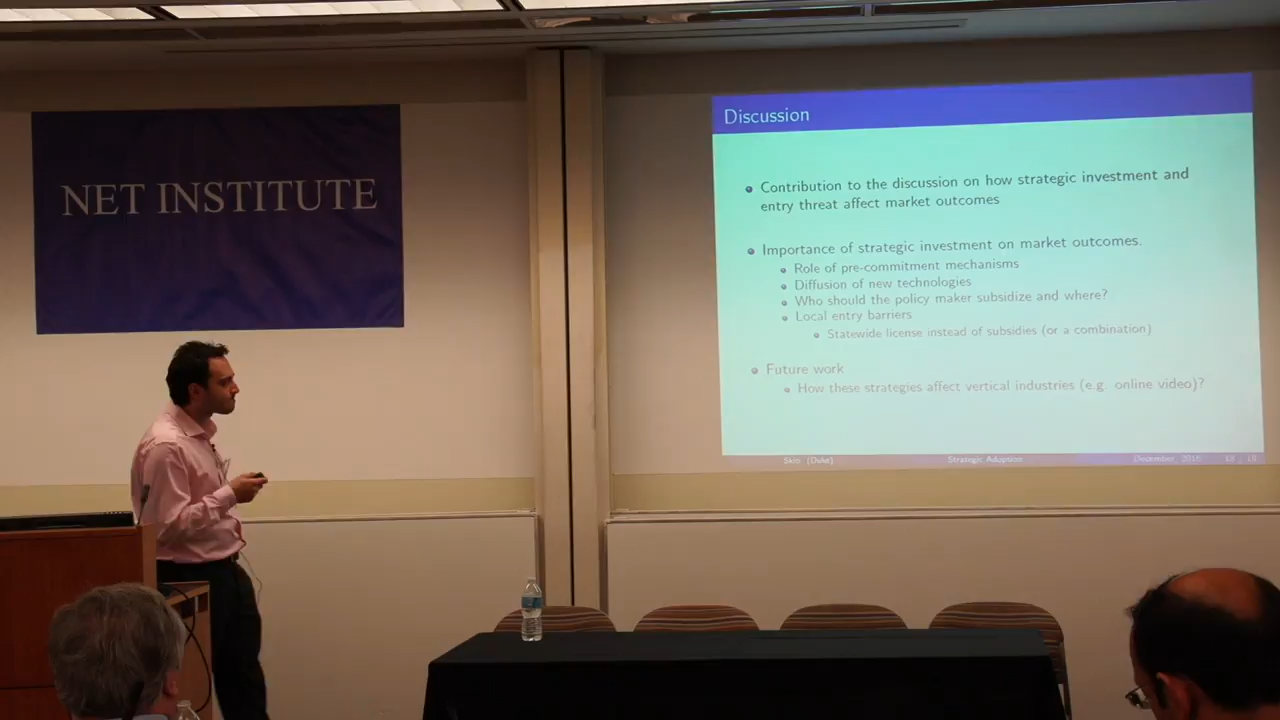 NET INSTITUTE
Discussion
Contribution to the discussion on how strategic investment and
entry threat affect market outcomes
Importance of strategic investment on market outcomes.
Role of pre-commitment mechanisms
Diffusion of new technologies
Who should the policy maker subsidize and where?
Local entry barriers
Statewide license instead of subsidies (or a combination)
Future work
How these strategies affect vertical industries (e.g. online video)?
(Duke) Strategic Adoption December,